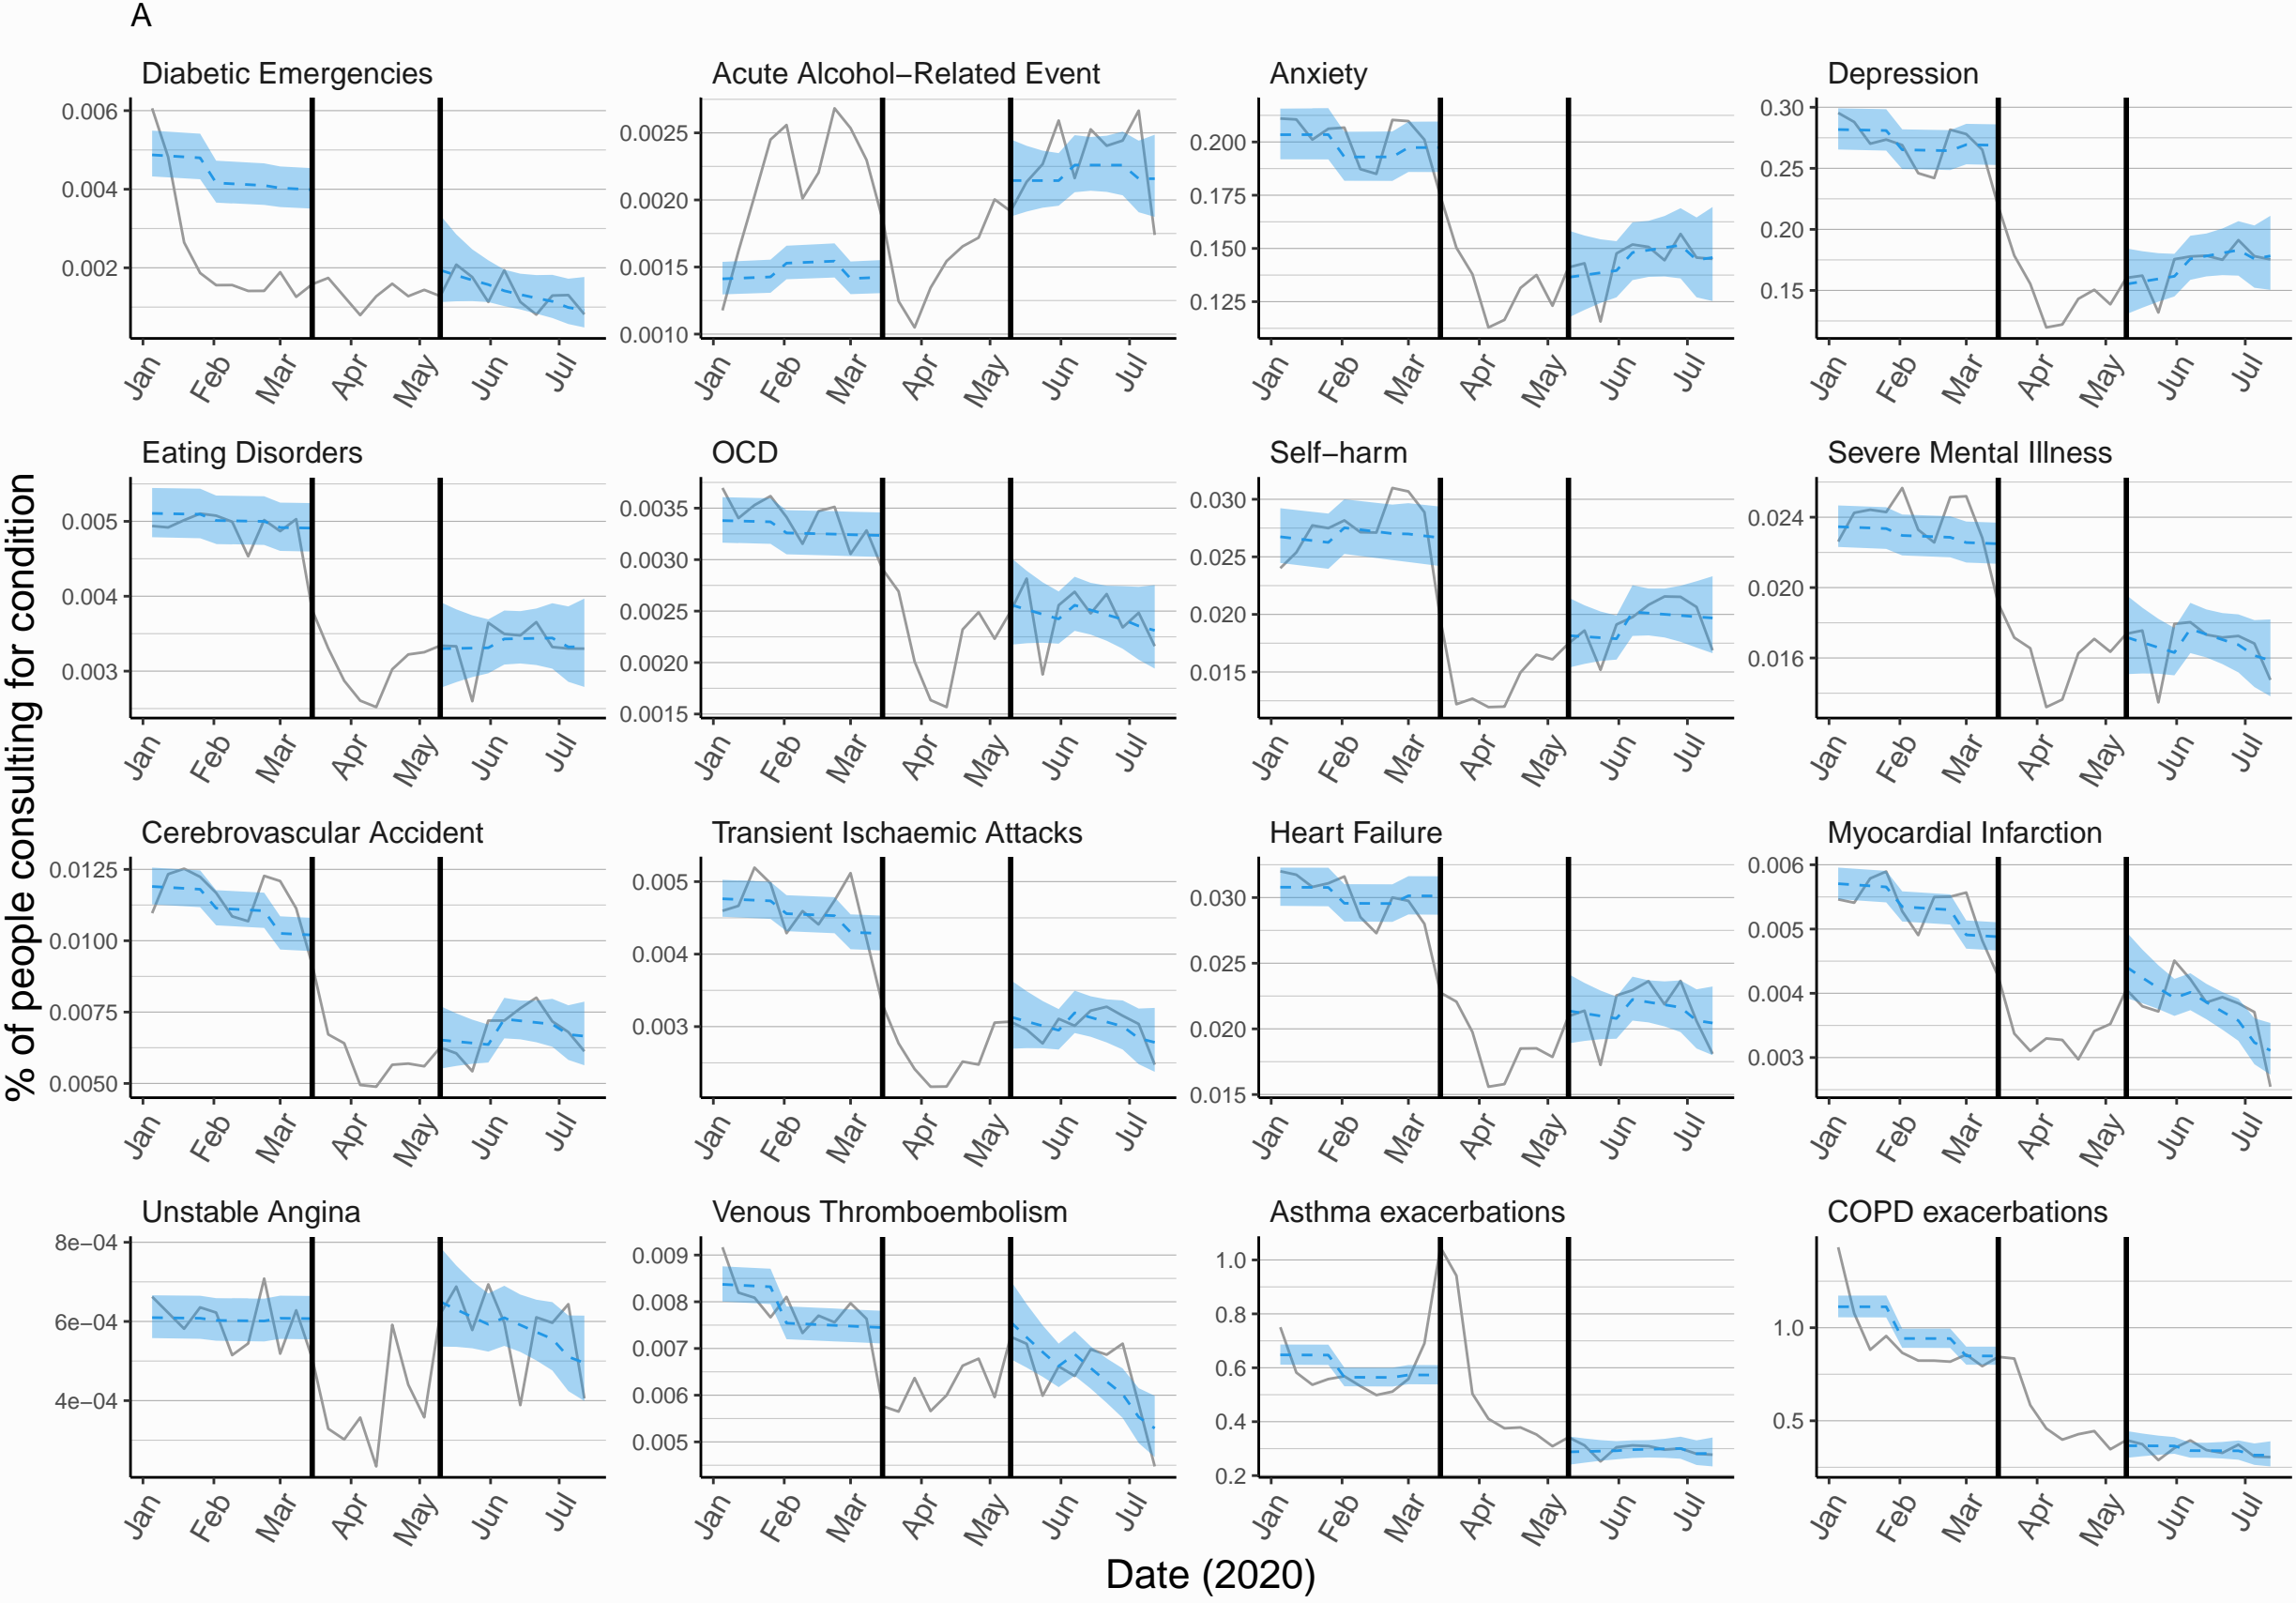 A
Diabetic Emergencies
Acute Alcohol−Related Event
Anxiety
Depression
0.006
0.004
0.002
0.0025
0.0020
0.0015
0.0010
0.200
0.175
0.150
0.125
0.30
0.25
0.20
0.15
Jan Feb Mar Apr May Jun Jul
Jan Feb Mar Apr May Jun Jul
Jan Feb Mar Apr May Jun Jul
Jan Feb Mar Apr May Jun Jul
% of people consulting for condition
Eating Disorders
OCD
Self−harm
Severe Mental Illness
0.005
0.004
0.003
0.0035
0.0030
0.0025
0.0020
0.0015
0.030
0.025
0.020
0.015
0.024
0.020
0.016
Jan Feb Mar Apr May Jun Jul
Jan Feb Mar Apr May Jun Jul
Jan Feb Mar Apr May Jun Jul
Jan Feb Mar Apr May Jun Jul
Cerebrovascular Accident
Transient Ischaemic Attacks
Heart Failure
Myocardial Infarction
0.0125
0.0100
0.0075
0.0050
0.005
0.004
0.003
0.030
0.025
0.020
0.015
0.006
0.005
0.004
0.003
Jan Feb Mar Apr May Jun Jul
Jan Feb Mar Apr May Jun Jul
Jan Feb Mar Apr May Jun Jul
Jan Feb Mar Apr May Jun Jul
Unstable Angina
Venous Thromboembolism
Asthma exacerbations
COPD exacerbations
8e−04
6e−04
4e−04
0.009
0.008
0.007
0.006
0.005
1.0
0.8
0.6
0.4
0.2
1.0
0.5
Jan Feb Mar Apr May Jun Jul
Jan Feb Mar Apr May Jun Jul
Jan Feb Mar Apr May Jun Jul
Jan Feb Mar Apr May Jun Jul
Date (2020)